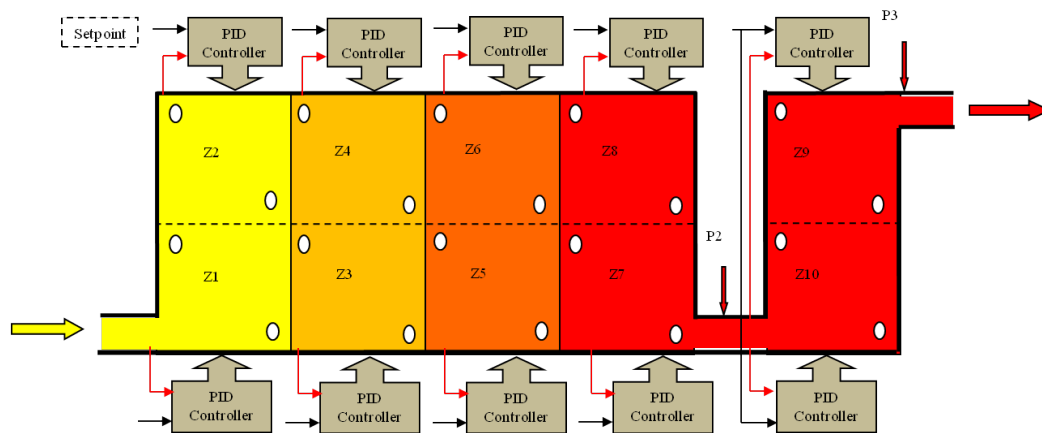 Setpoint
PID
Controller
PID
Controller
PID
Controller
PID
Controller
PID
Controller
P3
Z2
Z4
Z6
Z8
Z9
P2
Z1
Z3
Z5
Z7
Z10
PID
Controller
PID
Controller
PID
Controller
PID
Controller
PID
Controller